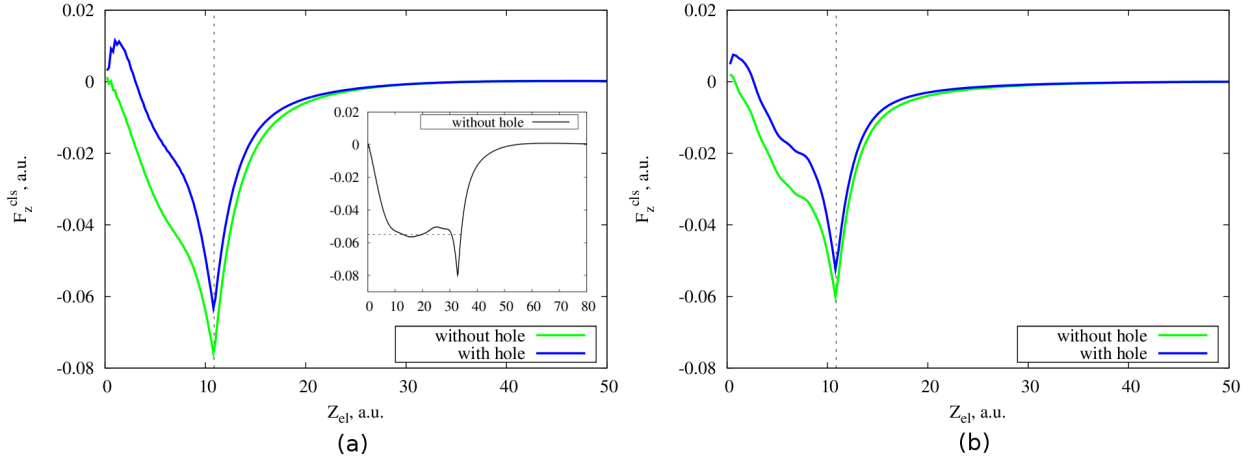 0.02
0
-0.02
-0.04
-0.06
-0.08
F_z^cls, a.u.
0 10 20 30 40 50
Z_el, a.u.
without hole
with hole
0.02
0
-0.02
-0.04
-0.06
-0.08
0 10 20 30 40 50 60 70 80
without hole
(a)
0.02
0
-0.02
-0.04
-0.06
-0.08
F_z^cls, a.u.
0 10 20 30 40 50
Z_el, a.u.
without hole
with hole
(b)